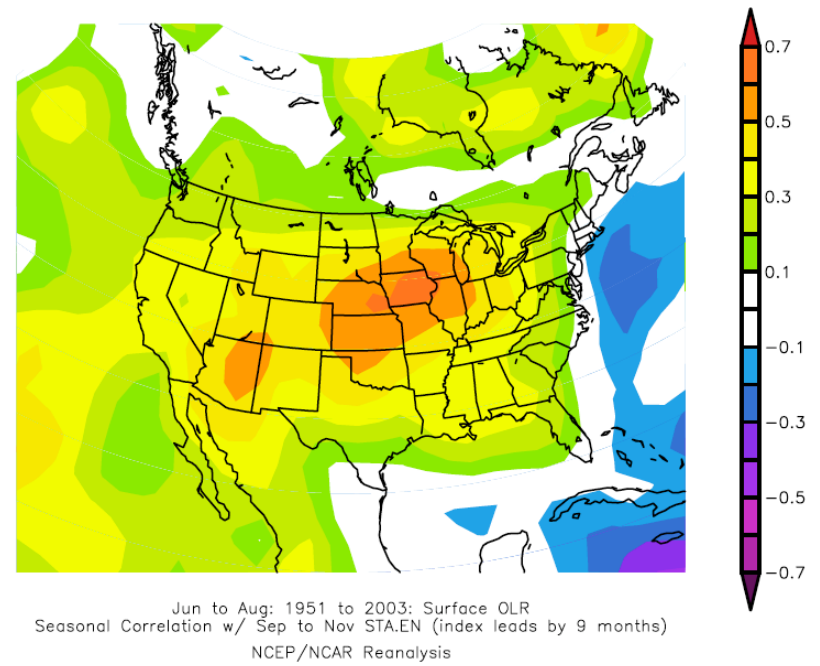 0.7
0.5
0.3
0.1
-0.1
-0.3
-0.5
-0.7
Jun to Aug: 1951 to 2003: Surface OLR
Seasonal Correlation w/ Sep to Nov STA.EN (index leads by 9 months)
NCEP/NCAR Reanalysis